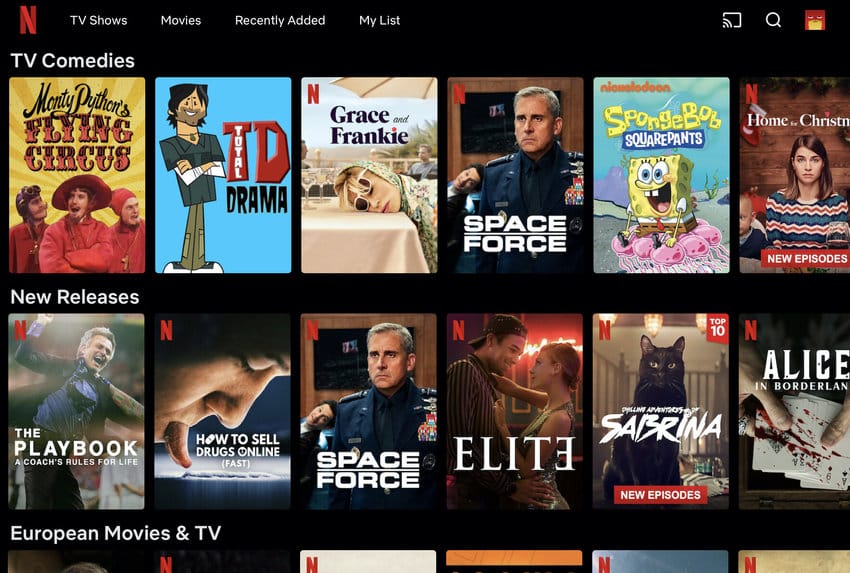 N TV Shows Movies Recently Added My List
TV Comedies
Monty Python's
FLYING
CIRCUS
TOTAL
TD
DRAMA
N
Grace and
Frankie
N
SPACE
FORCE
nickelodeon
SpongeBob
SQUAREPANTS
N
Home for Christm
NEW EPISODES
New Releases
N
THE
PLAYBOOK
A COACH'S RULES FOR LIFE
N
HOW TO SELL
DRUGS ONLINE
(FAST)
N
SPACE
FORCE
N
ELITE
N
TOP
10
CHILLING ADVENTURES OF
SABRINA
NEW EPISODES
N
ALICE
IN BORDERLAN
European Movies & TV
N
N
N
N